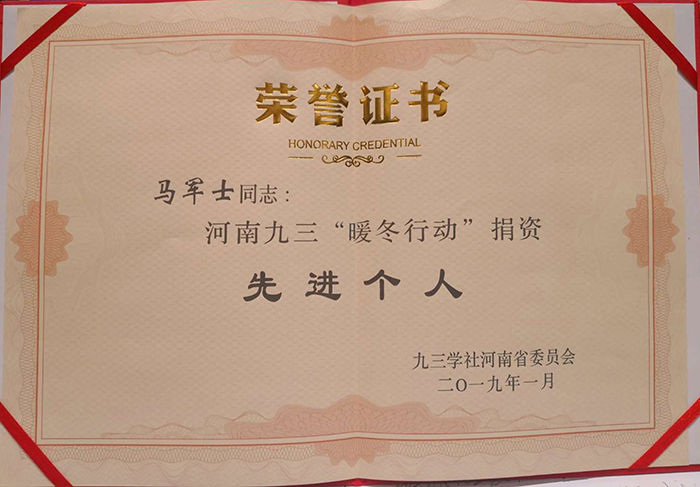 荣誉证书
HONORARY CREDENTIAL
马军士同志：
河南九三“暖冬行动”捐资
先进个人
九三学社河南省委员会
二〇一九年一月